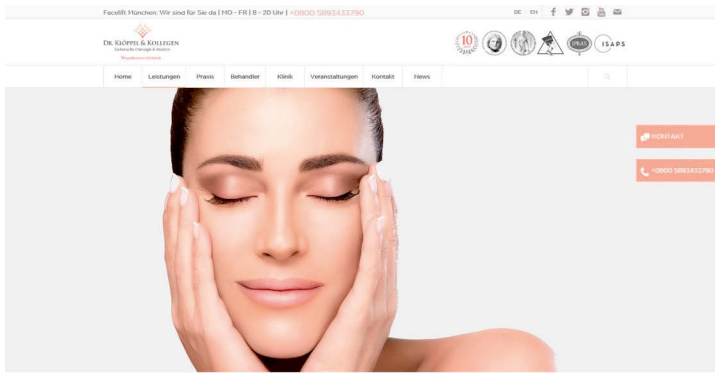 Facelift München: Wir sind für Sie da | MO - FR | 8 - 20 Uhr | +0800 5893433790
DE EN
DR. KLÖPPEL & KOLLEGEN
10
IPRAS
ISAPS
Home Leistungen Praxis Behandler Klinik Veranstaltungen Kontakt News
KONTAKT
+0800 5893433790